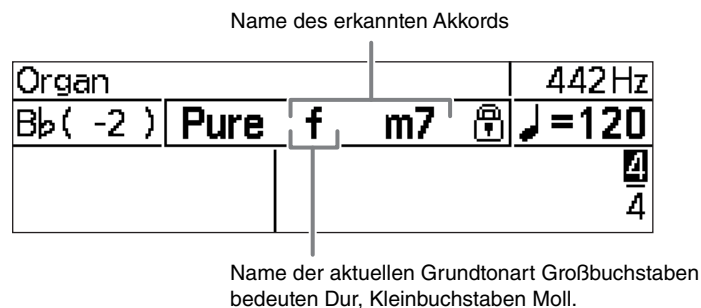 Name des erkannten Akkords
Organ 442Hz
B♭( -2 ) Pure f m7 ♩=120
4
4
Name der aktuellen Grundtonart Großbuchstaben
bedeuten Dur, Kleinbuchstaben Moll.